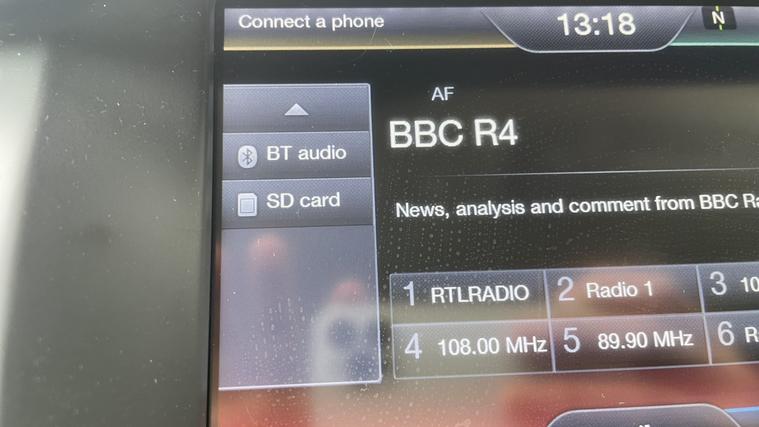 Connect a phone
13:18
N
AF
BBC R4
BT audio
SD card
News, analysis and comment from BBC
1 RTLRADIO
2 Radio 1
3 10
4 108.00 MHz
5 89.90 MHz
6 R